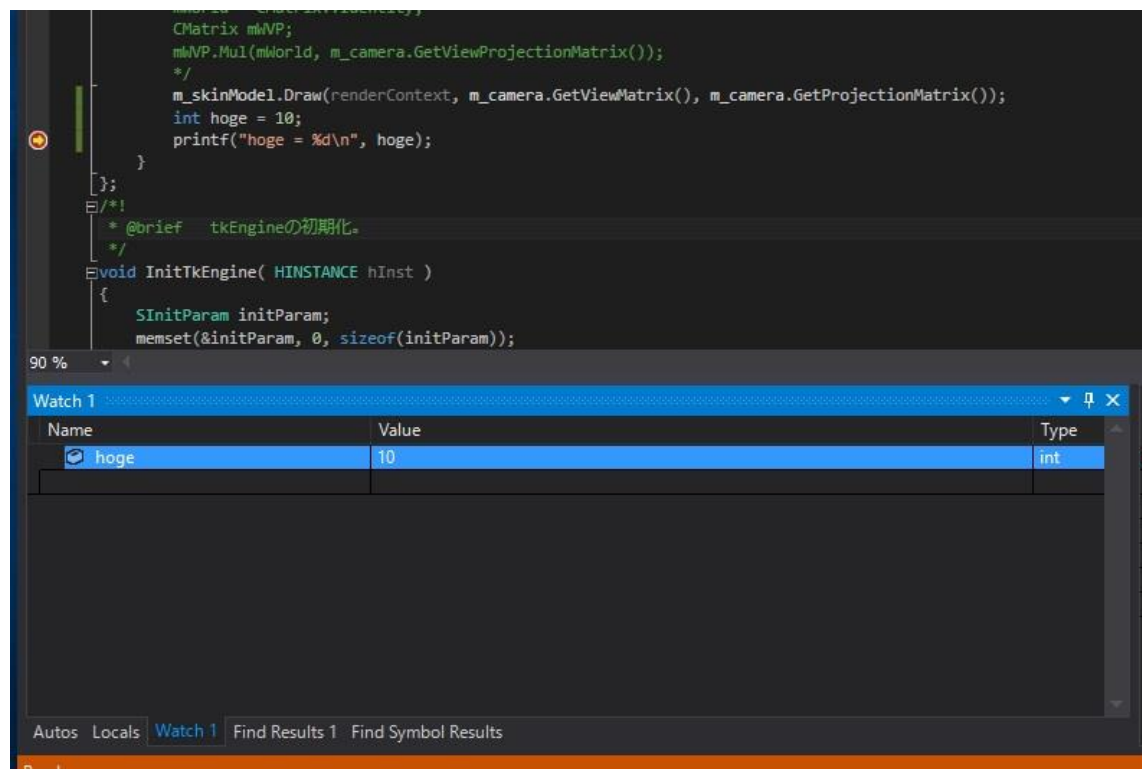 mWorld = CMatrix::Identity;
CMatrix mWVP;
mWVP.Mul(mWorld, m_camera.GetViewProjectionMatrix());
*/
m_skinModel.Draw(renderContext, m_camera.GetViewMatrix(), m_camera.GetProjectionMatrix());
int hoge = 10;
printf("hoge = %d\n", hoge);
}
};
/*!
* @brief tkEngineの初期化。
*/
void InitTkEngine( HINSTANCE hInst )
{
SInitParam initParam;
memset(&initParam, 0, sizeof(initParam));
90 %
Watch 1
Name Value Type
hoge 10 int
Autos Locals Watch 1 Find Results 1 Find Symbol Results